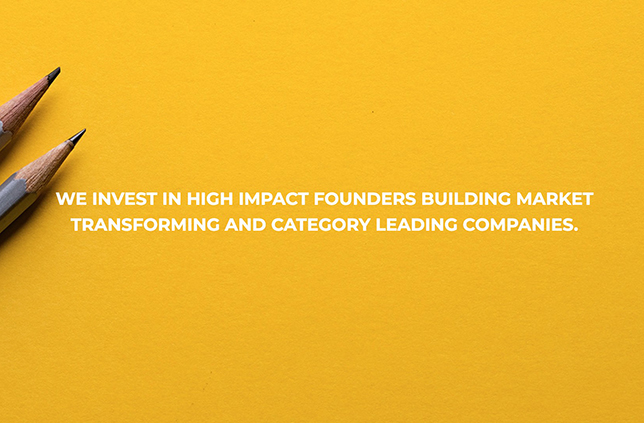 WE INVEST IN HIGH IMPACT FOUNDERS BUILDING MARKET
TRANSFORMING AND CATEGORY LEADING COMPANIES.